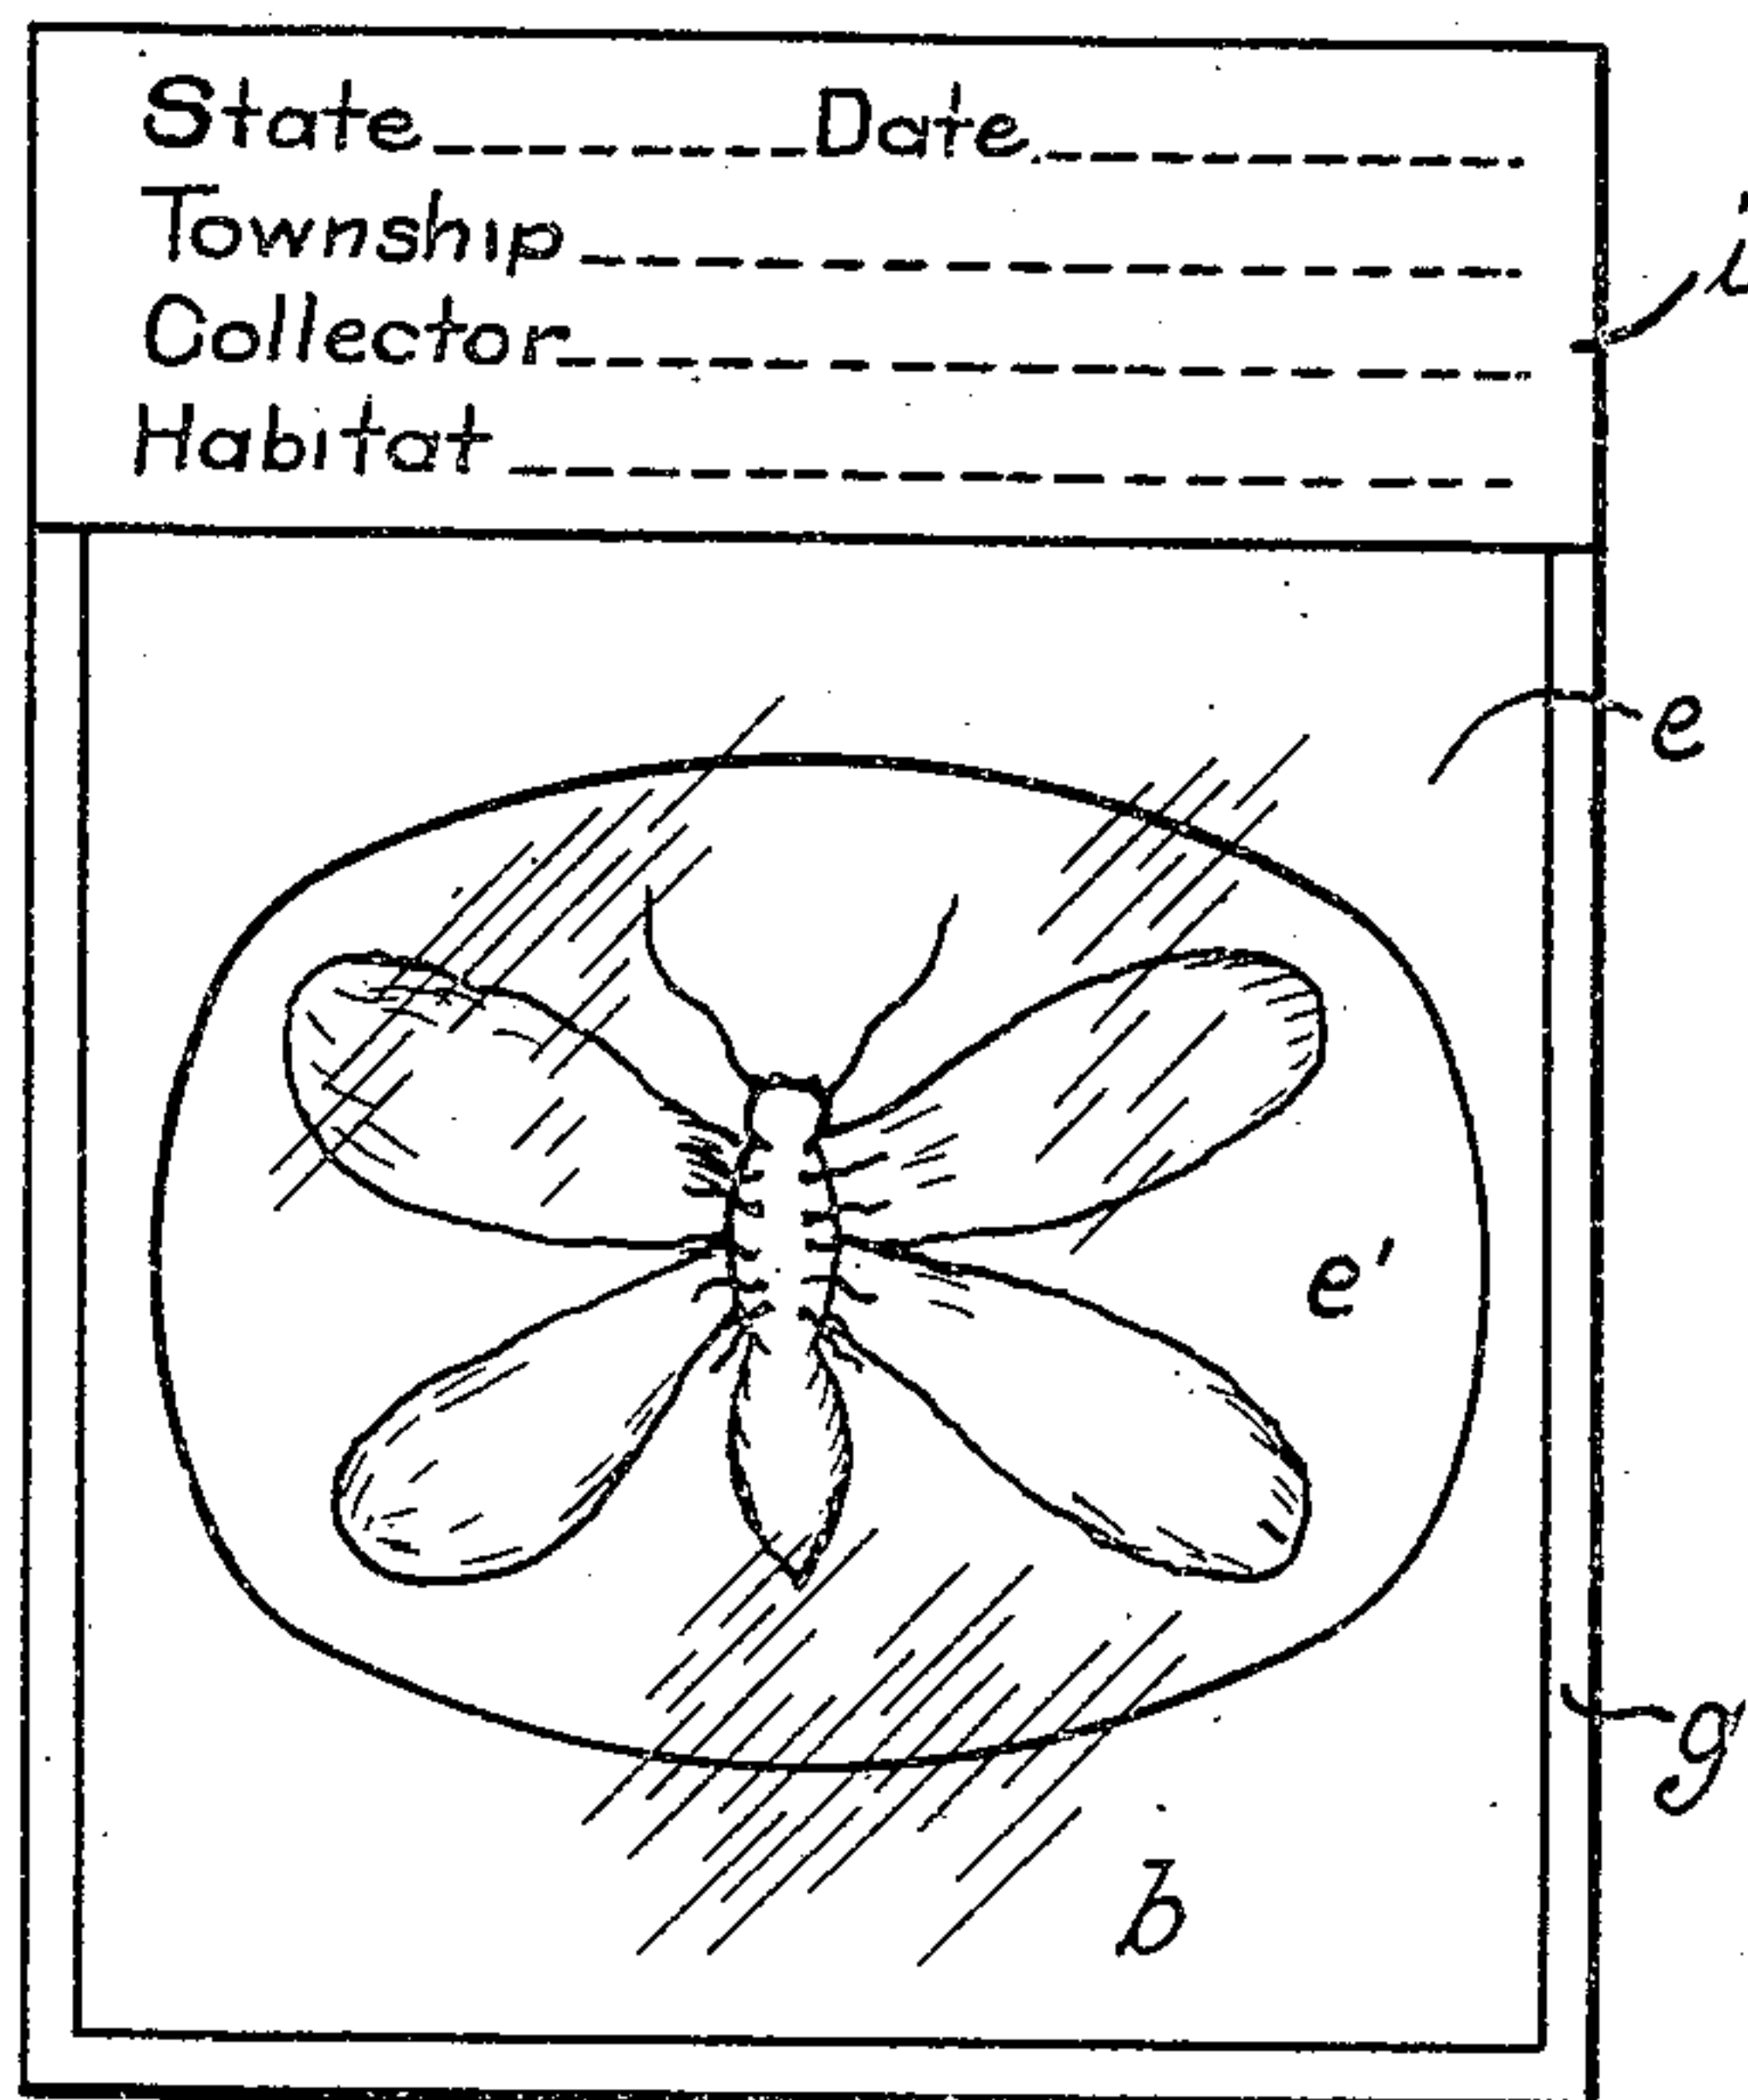 State Date
Township
Collector
Habitat
i
e
e'
g
b